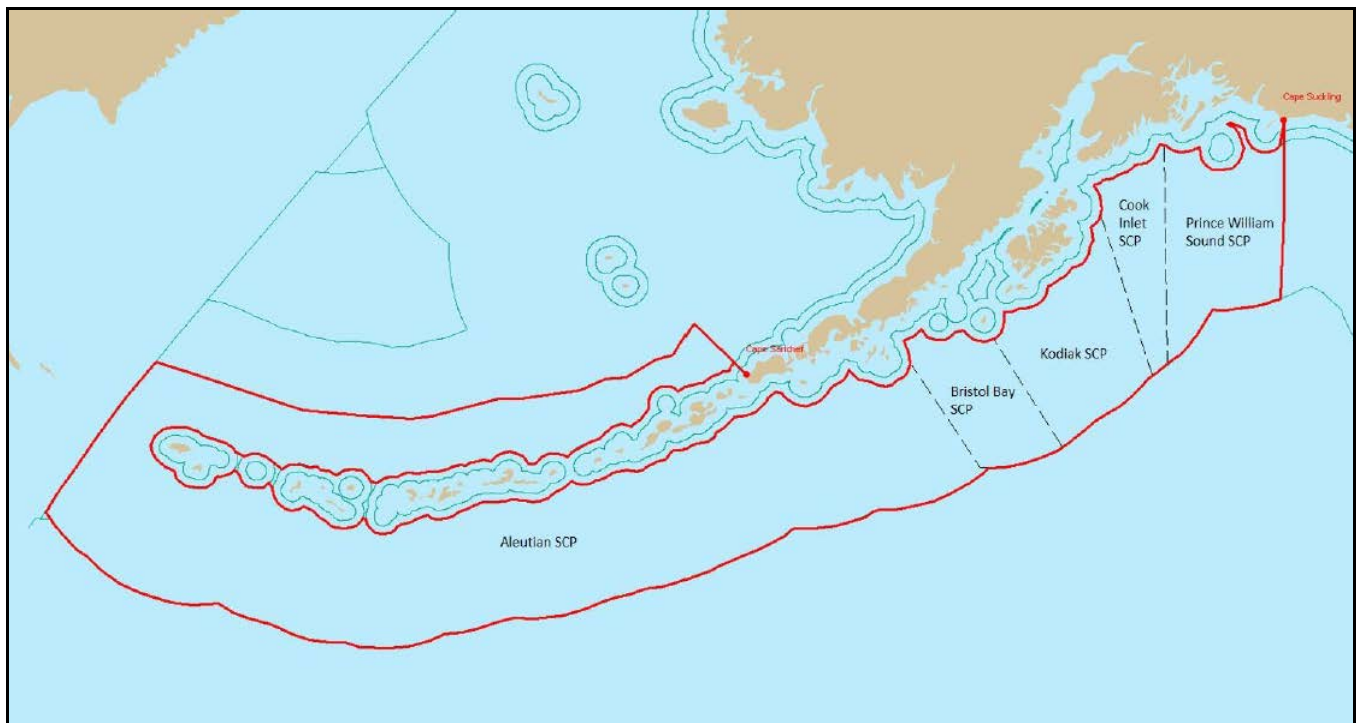 Cape Suckling
Cook
Inlet
SCP
Prince William
Sound SCP
Cape Sarichef
Kodiak SCP
Bristol Bay
SCP
Aleutian SCP